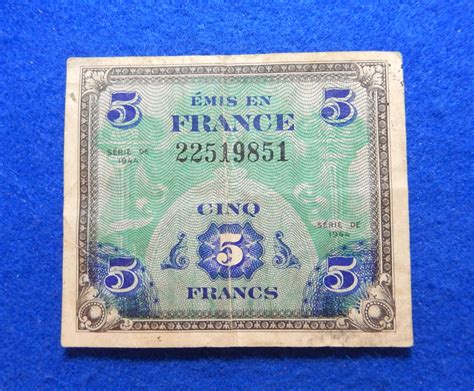 5 ÉMIS EN 5
FRANCE
SÉRIE DE
1944
22519851
CINQ
SÉRIE DE
1944
5
5 5
FRANCS